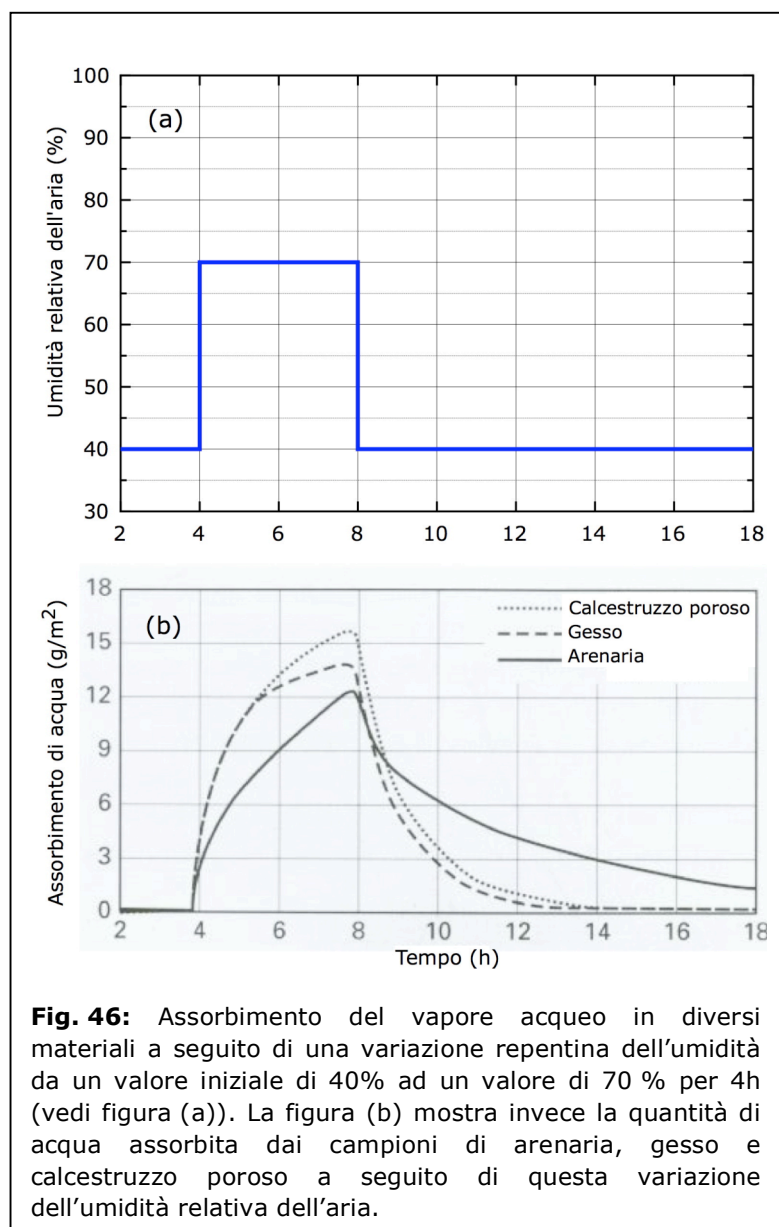 100
90
80
70
60
50
40
30
(a)
Umidità relativa dell'aria (%)
2 4 6 8 10 12 14 16 18
18
15
12
9
6
3
0
(b)
Assorbimento di acqua (g/m²)
Calcestruzzo poroso
Gesso
Arenaria
2 4 6 8 10 12 14 16 18
Tempo (h)
Fig. 46: Assorbimento del vapore acqueo in diversi
materiali a seguito di una variazione repentina dell'umidità
da un valore iniziale di 40% ad un valore di 70 % per 4h
(vedi figura (a)). La figura (b) mostra invece la quantità di
acqua assorbita dai campioni di arenaria, gesso e
calcestruzzo poroso a seguito di questa variazione
dell'umidità relativa dell'aria.